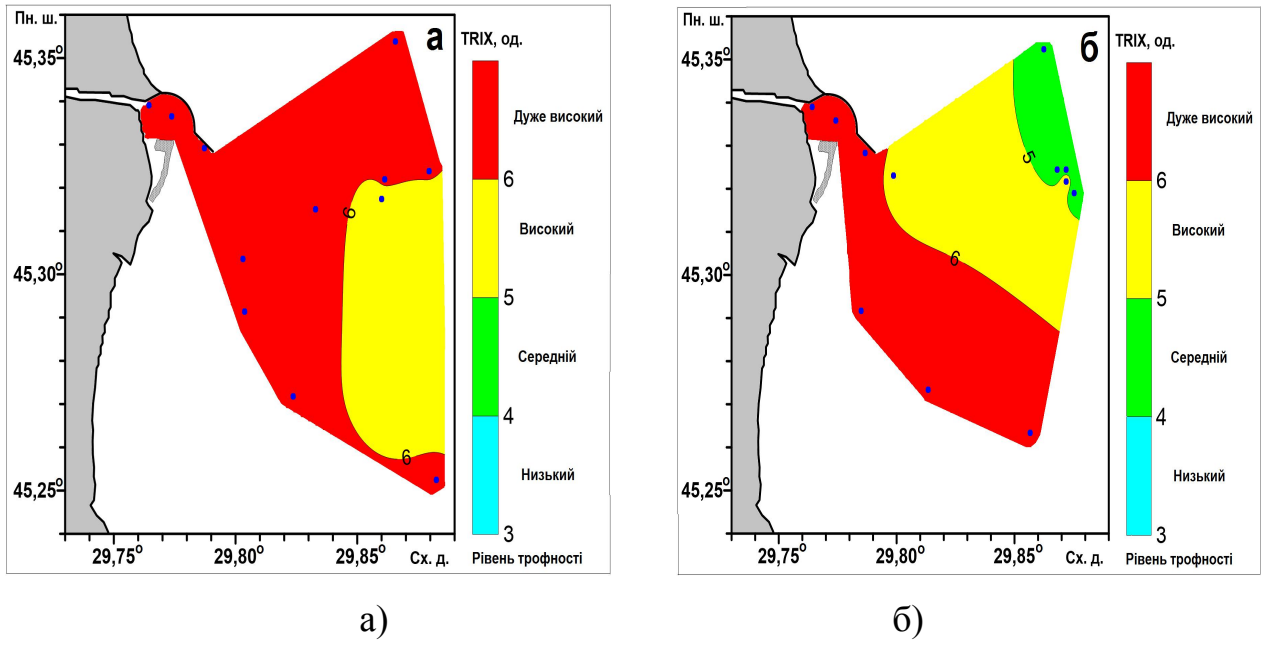 Пн. ш.
а
TRIX, од.
45,35°
Дуже високий
6
Високий
6
45,30°
5
Середній
4
6
Низький
45,25°
3
29,75° 29,80° 29,85° Сх. д.
Рівень трофності
Пн. ш.
б
TRIX, од.
45,35°
Дуже високий
5
6
Високий
6
45,30°
5
Середній
4
Низький
45,25°
3
29,75° 29,80° 29,85° Сх. д.
Рівень трофності
а)
б)